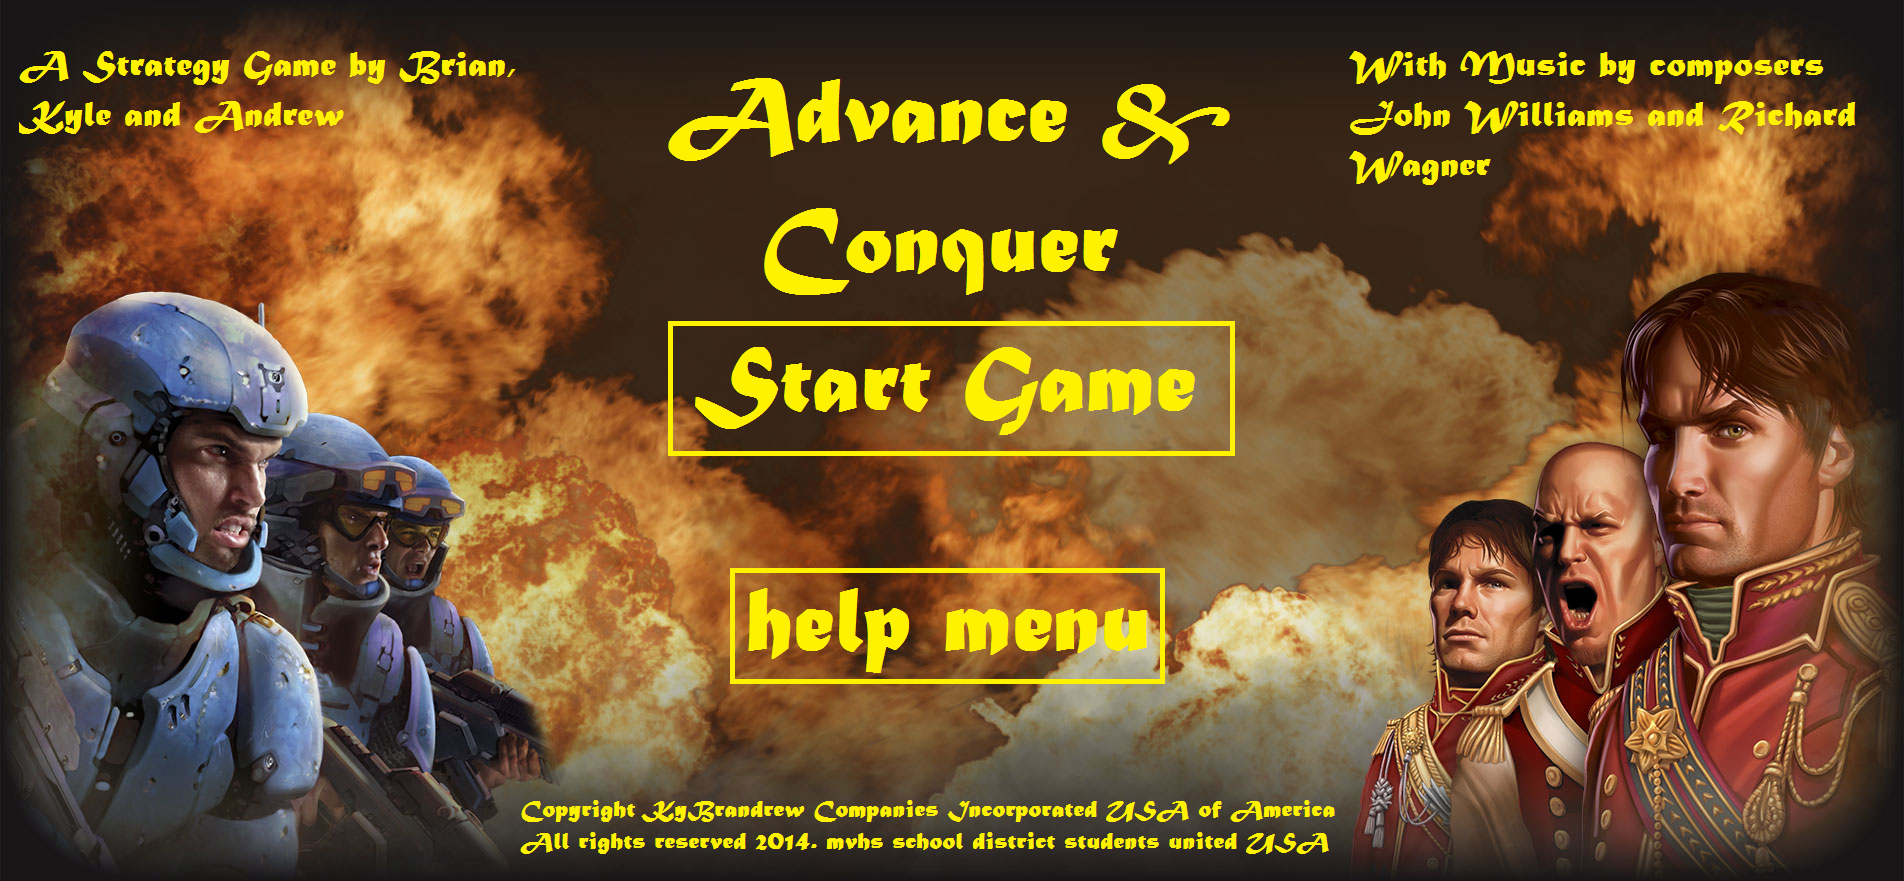 A Strategy Game by Brian,
Kyle and Andrew
Advance &
Conquer
With Music by composers
John Williams and Richard
Wagner
Start Game
help menu
Copyright KyBrandrew Companies Incorporated USA of America
All rights reserved 2014. mvhs school district students united USA